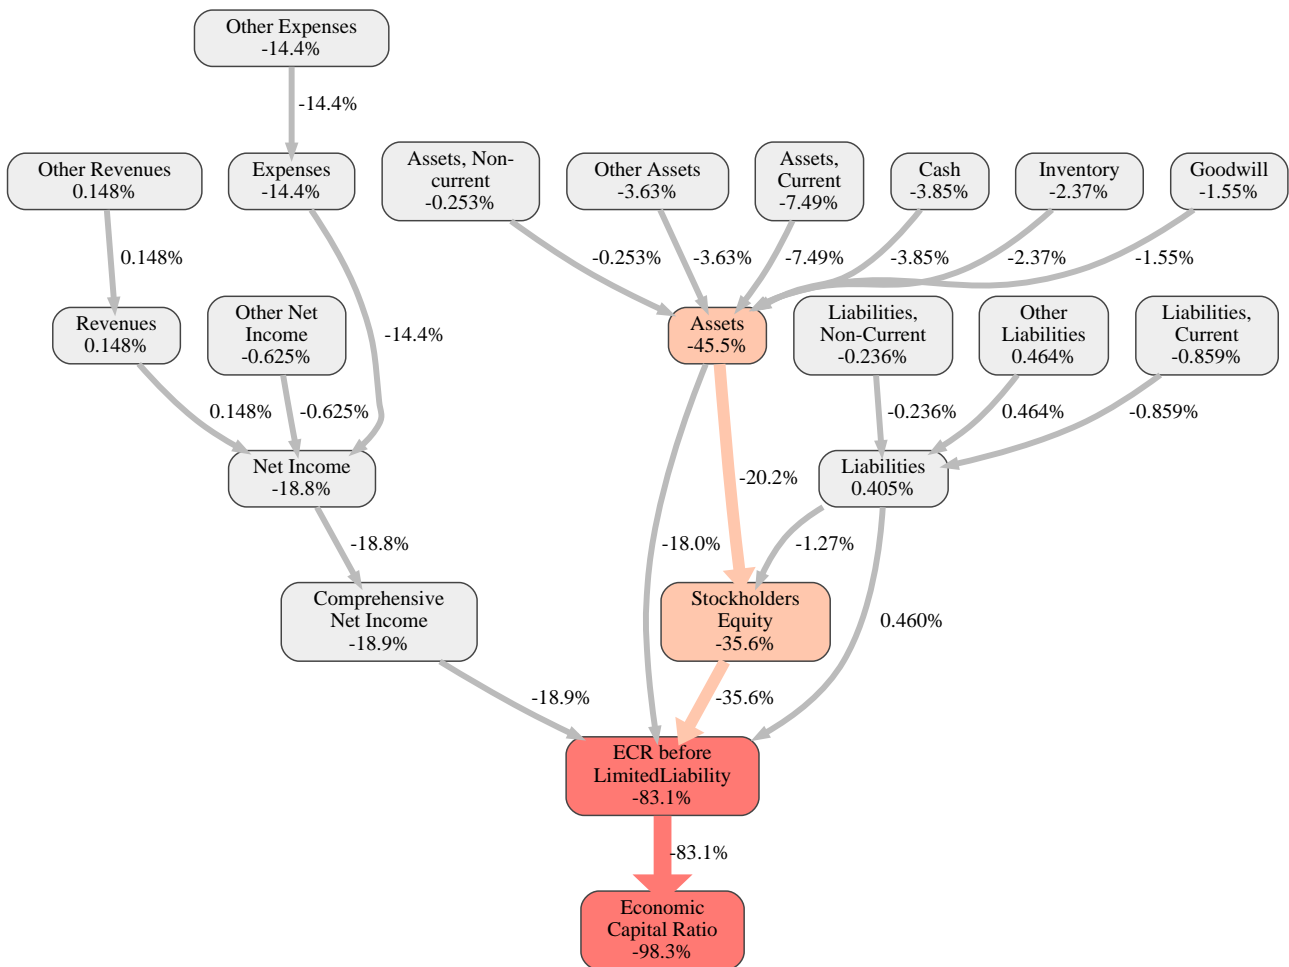 Other Expenses
-14.4%
-14.4%
Other Revenues
0.148%
Expenses
-14.4%
Assets, Non-
current
-0.253%
Other Assets
-3.63%
Assets,
Current
-7.49%
Cash
-3.85%
Inventory
-2.37%
Goodwill
-1.55%
0.148%
-0.253%
-3.63%
-7.49%
-3.85%
-2.37%
-1.55%
Revenues
0.148%
Other Net
Income
-0.625%
-14.4%
Assets
-45.5%
Liabilities,
Non-Current
-0.236%
Other
Liabilities
0.464%
Liabilities,
Current
-0.859%
0.148%
-0.625%
-0.236%
0.464%
-0.859%
Net Income
-18.8%
-20.2%
Liabilities
0.405%
-18.8%
-18.0%
-1.27%
Comprehensive
Net Income
-18.9%
Stockholders
Equity
-35.6%
0.460%
-18.9%
-35.6%
ECR before
LimitedLiability
-83.1%
-83.1%
Economic
Capital Ratio
-98.3%